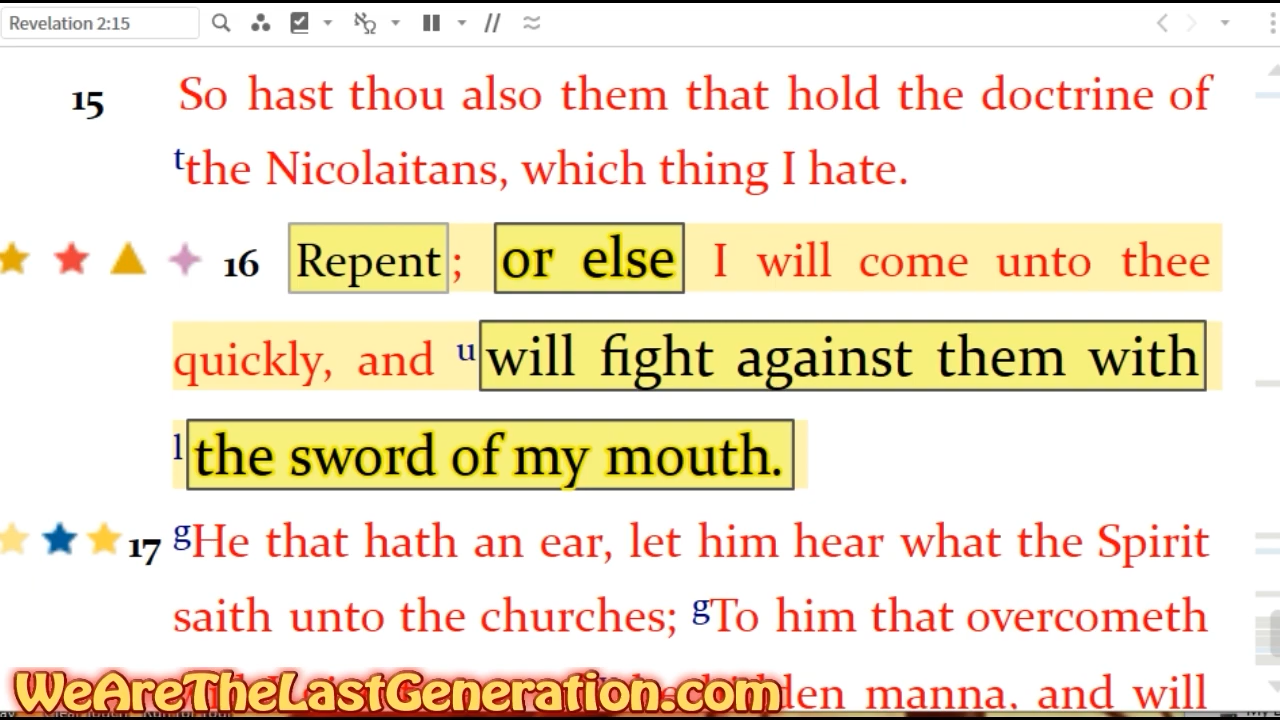 Revelation 2:15
15 So hast thou also them that hold the doctrine of
t the Nicolaitans, which thing I hate.
16 Repent; or else I will come unto thee
quickly, and u will fight against them with
l the sword of my mouth.
17 g He that hath an ear, let him hear what the Spirit
saith unto the churches; g To him that overcometh
manna, and will
WeAreTheLastGeneration.com